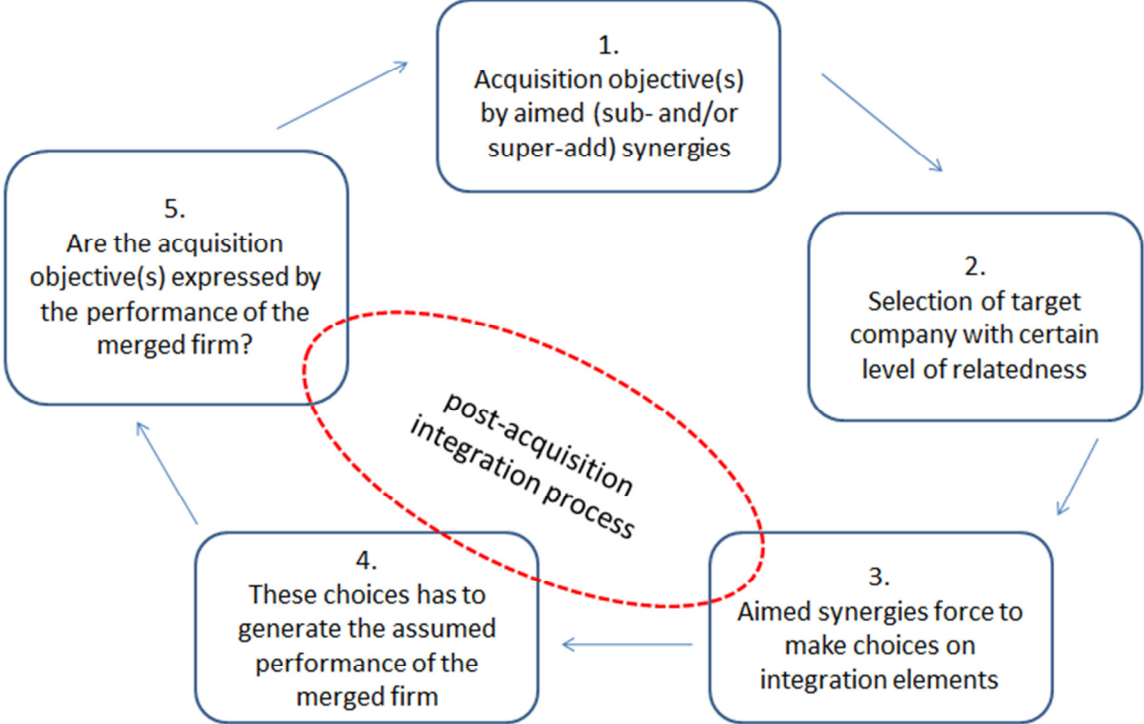 1.
Acquisition objective(s)
by aimed (sub- and/or
super-add) synergies
2.
Selection of target
company with certain
level of relatedness
3.
Aimed synergies force to
make choices on
integration elements
4.
These choices has to
generate the assumed
performance of the
merged firm
5.
Are the acquisition
objective(s) expressed by
the performance of the
merged firm?
post-acquisition
integration process